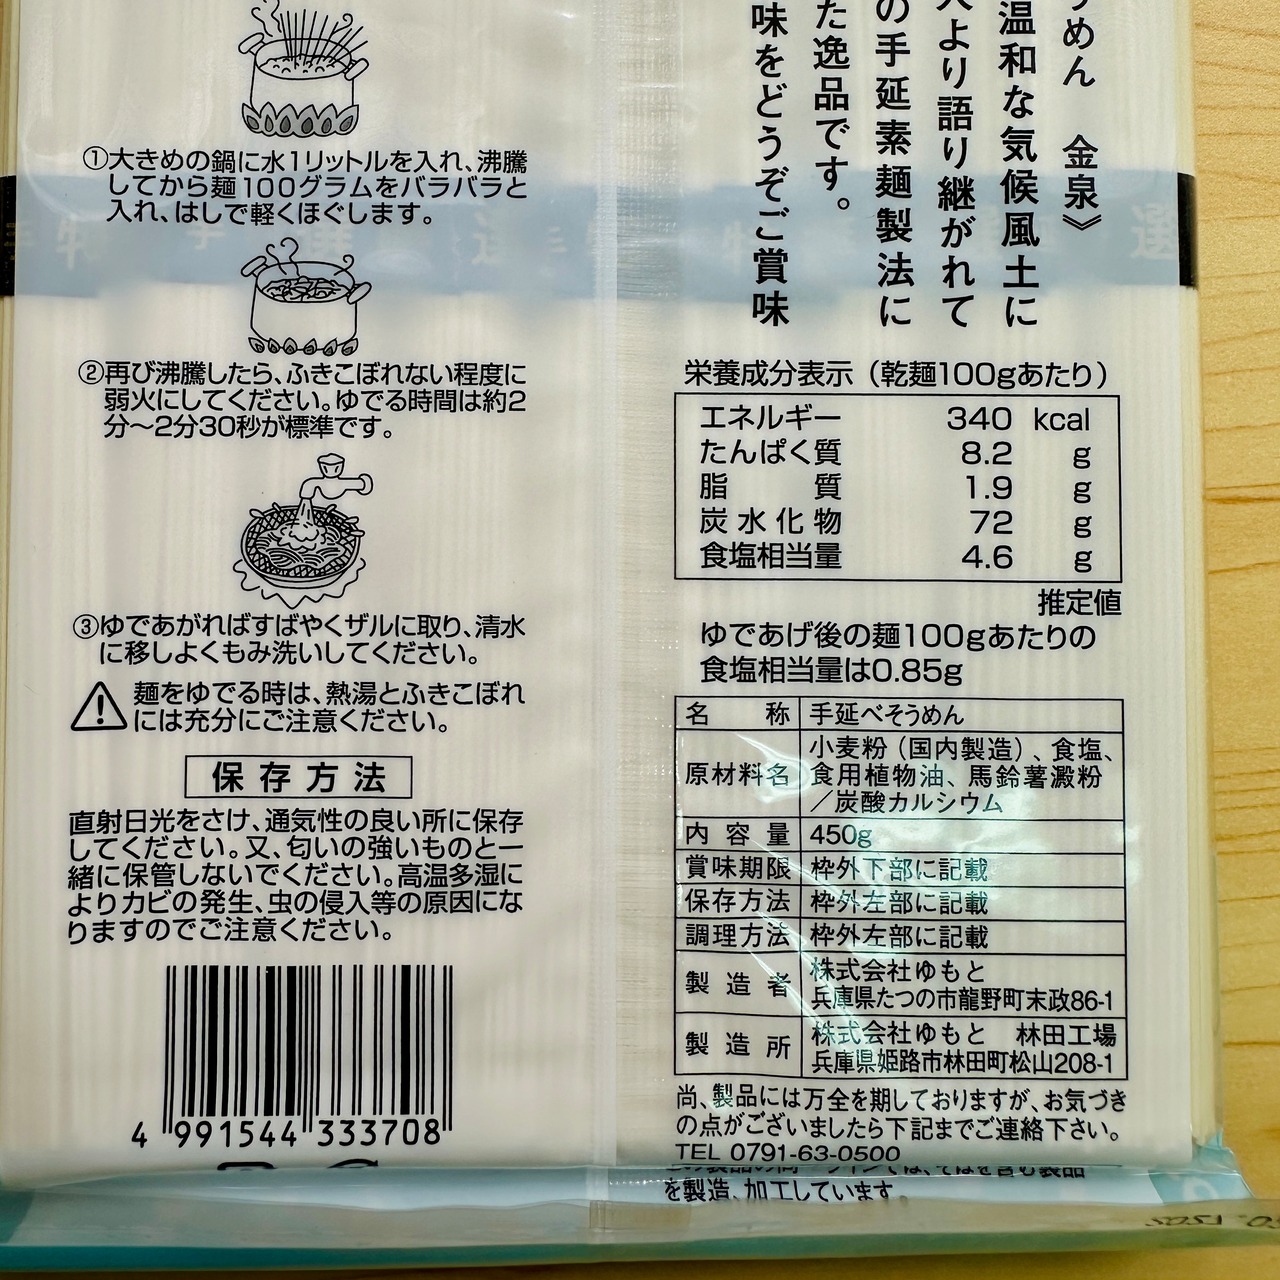 うめん 金泉》
温和な気候風土に
より語り継がれて
の手延素麺製法に
た逸品です。
味をどうぞご賞味
①大きめの鍋に水1リットルを入れ、沸騰
してから麺100グラムをバラバラと
入れ、はしで軽くほぐします。
②再び沸騰したら、ふきこぼれない程度に
弱火にしてください。ゆでる時間は約2
分〜2分30秒が標準です。
③ゆであがればすばやくザルに取り、清水
に移しよくもみ洗いしてください。
麺をゆでる時は、熱湯とふきこぼれ
には充分にご注意ください。
保存方法
直射日光をさけ、通気性の良い所に保存
してください。又、匂いの強いものと一
緒に保管しないでください。高温多湿に
よりカビの発生、虫の侵入等の原因にな
りますのでご注意ください。
4 991544 333708
栄養成分表示（乾麺100gあたり）
エネルギー 340 kcal
たんぱく質 8.2 g
脂質 1.9 g
炭水化物 72 g
食塩相当量 4.6 g
推定値
ゆであげ後の麺100gあたりの
食塩相当量は0.85g
名称 手延べそうめん
原材料名 小麦粉（国内製造）、食塩、
食用植物油、馬鈴薯澱粉
／炭酸カルシウム
内容量 450g
賞味期限 枠外下部に記載
保存方法 枠外左部に記載
調理方法 枠外左部に記載
製造者 株式会社ゆもと
兵庫県たつの市龍野町末政86-1
製造所 株式会社ゆもと 林田工場
兵庫県姫路市林田町松山208-1
尚、製品には万全を期しておりますが、お気づき
の点がございましたら下記までご連絡下さい。
TEL 0791-63-0500
を製造、加工しています。